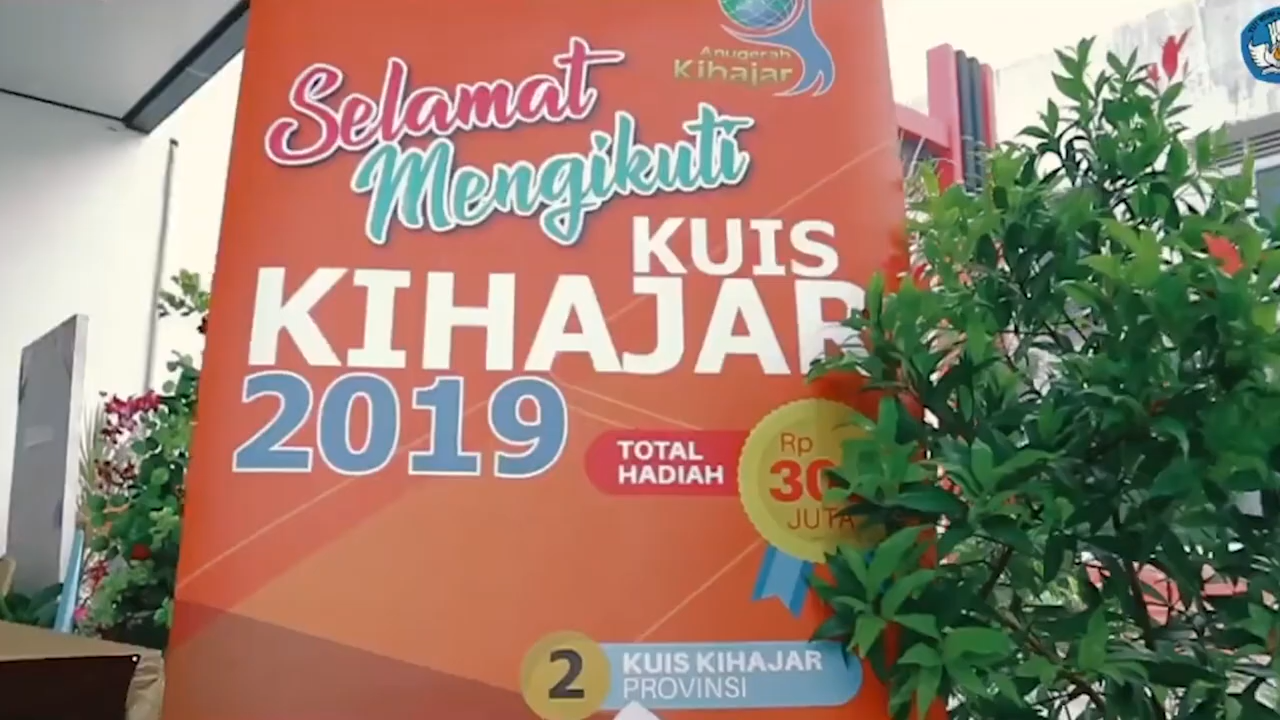 Anugerah
Kihajar
Selamat
Mengikuti
KUIS
KIHAJAR
2019
TOTAL
HADIAH
Rp
JUTA
2
KUIS KIHAJAR
PROVINSI